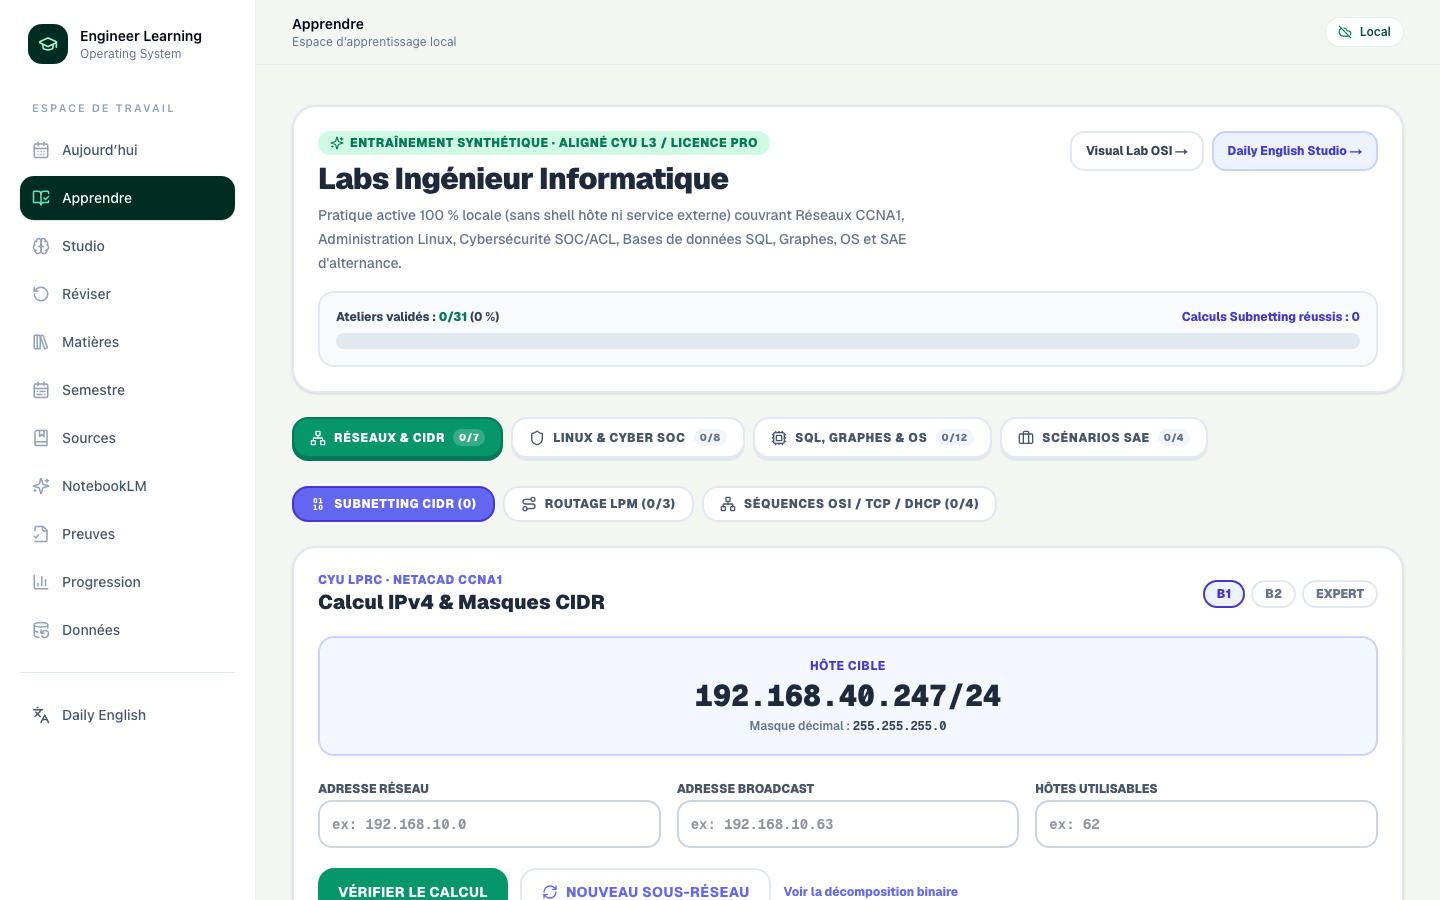 Engineer Learning
Operating System
ESPACE DE TRAVAIL
Aujourd'hui
Apprendre
Studio
Réviser
Matières
Semestre
Sources
NotebookLM
Preuves
Progression
Données
Daily English
Apprendre
Espace d'apprentissage local
Local
ENTRAÎNEMENT SYNTHÉTIQUE · ALIGNÉ CYU L3 / LICENCE PRO
Labs Ingénieur Informatique
Pratique active 100 % locale (sans shell hôte ni service externe) couvrant Réseaux CCNA1,
Administration Linux, Cybersécurité SOC/ACL, Bases de données SQL, Graphes, OS et SAE
d'alternance.
Visual Lab OSI →
Daily English Studio →
Ateliers validés : 0/31 (0 %)
Calculs Subnetting réussis : 0
RÉSEAUX & CIDR 0/7
LINUX & CYBER SOC 0/8
SQL, GRAPHES & OS 0/12
SCÉNARIOS SAE 0/4
SUBNETTING CIDR (0)
ROUTAGE LPM (0/3)
SÉQUENCES OSI / TCP / DHCP (0/4)
CYU LPRC · NETACAD CCNA1
Calcul IPv4 & Masques CIDR
B1
B2
EXPERT
HÔTE CIBLE
192.168.40.247/24
Masque décimal : 255.255.255.0
ADRESSE RÉSEAU
ex: 192.168.10.0
ADRESSE BROADCAST
ex: 192.168.10.63
HÔTES UTILISABLES
ex: 62
VÉRIFIER LE CALCUL
NOUVEAU SOUS-RÉSEAU
Voir la décomposition binaire